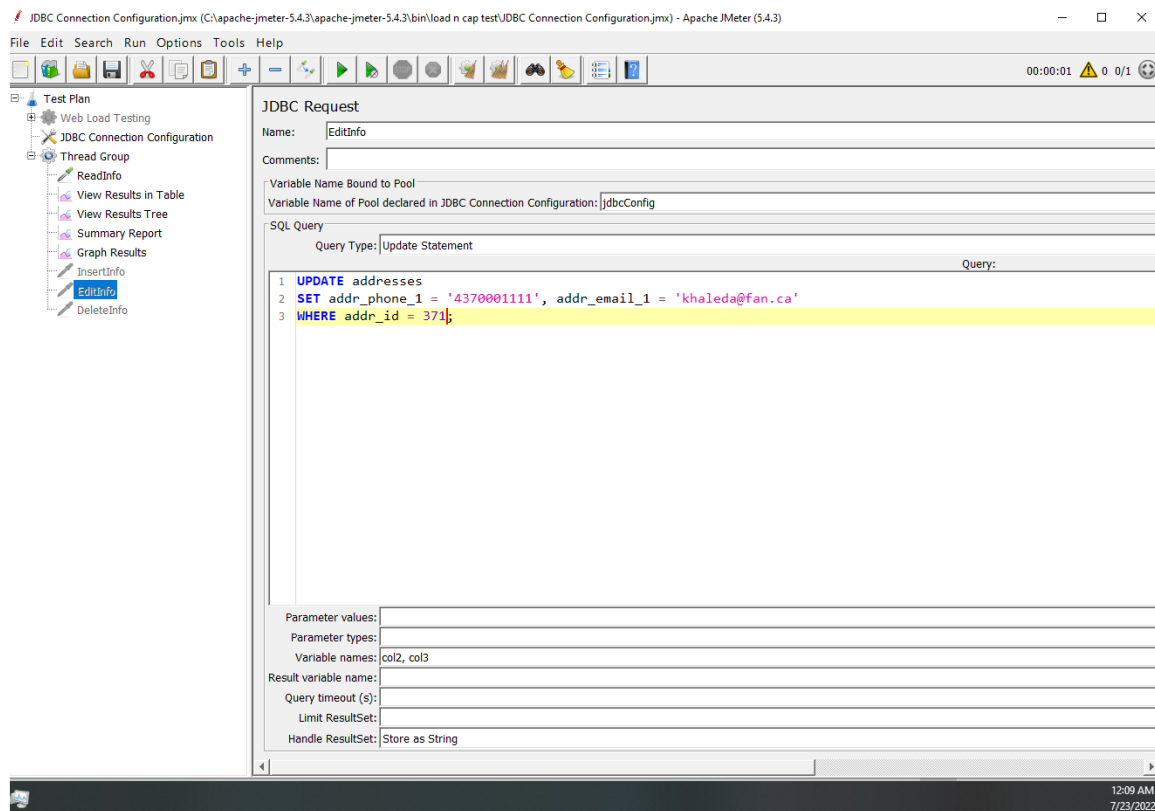 JDBC Connection Configuration.jmx (C:\apache-jmeter-5.4.3\apache-jmeter-5.4.3\bin\load n cap test\JDBC Connection Configuration.jmx) - Apache JMeter (5.4.3)
File Edit Search Run Options Tools Help
00:00:01 0 0/1
Test Plan
Web Load Testing
JDBC Connection Configuration
Thread Group
ReadInfo
View Results in Table
View Results Tree
Summary Report
Graph Results
InsertInfo
EditInfo
DeleteInfo
JDBC Request
Name: EditInfo
Comments:
Variable Name Bound to Pool
Variable Name of Pool declared in JDBC Connection Configuration: jdbcConfig
SQL Query
Query Type: Update Statement
Query:
1 UPDATE addresses
2 SET addr_phone_1 = '4370001111', addr_email_1 = 'khaleda@fan.ca'
3 WHERE addr_id = 371;
Parameter values:
Parameter types:
Variable names: col2, col3
Result variable name:
Query timeout (s):
Limit ResultSet:
Handle ResultSet: Store as String
12:09 AM
7/23/2022